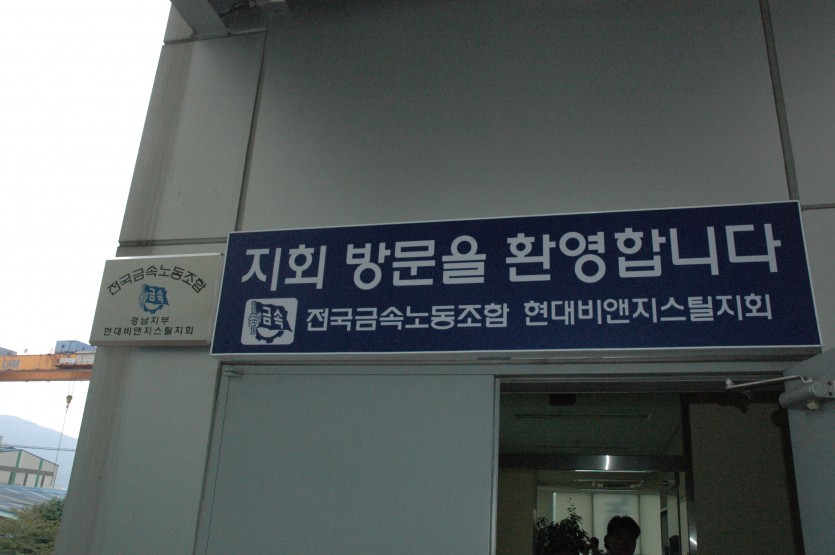 전국금속노동조합
금속
경남지부
현대비앤지스틸지회
지회 방문을 환영합니다
금속 전국금속노동조합 현대비앤지스틸지회